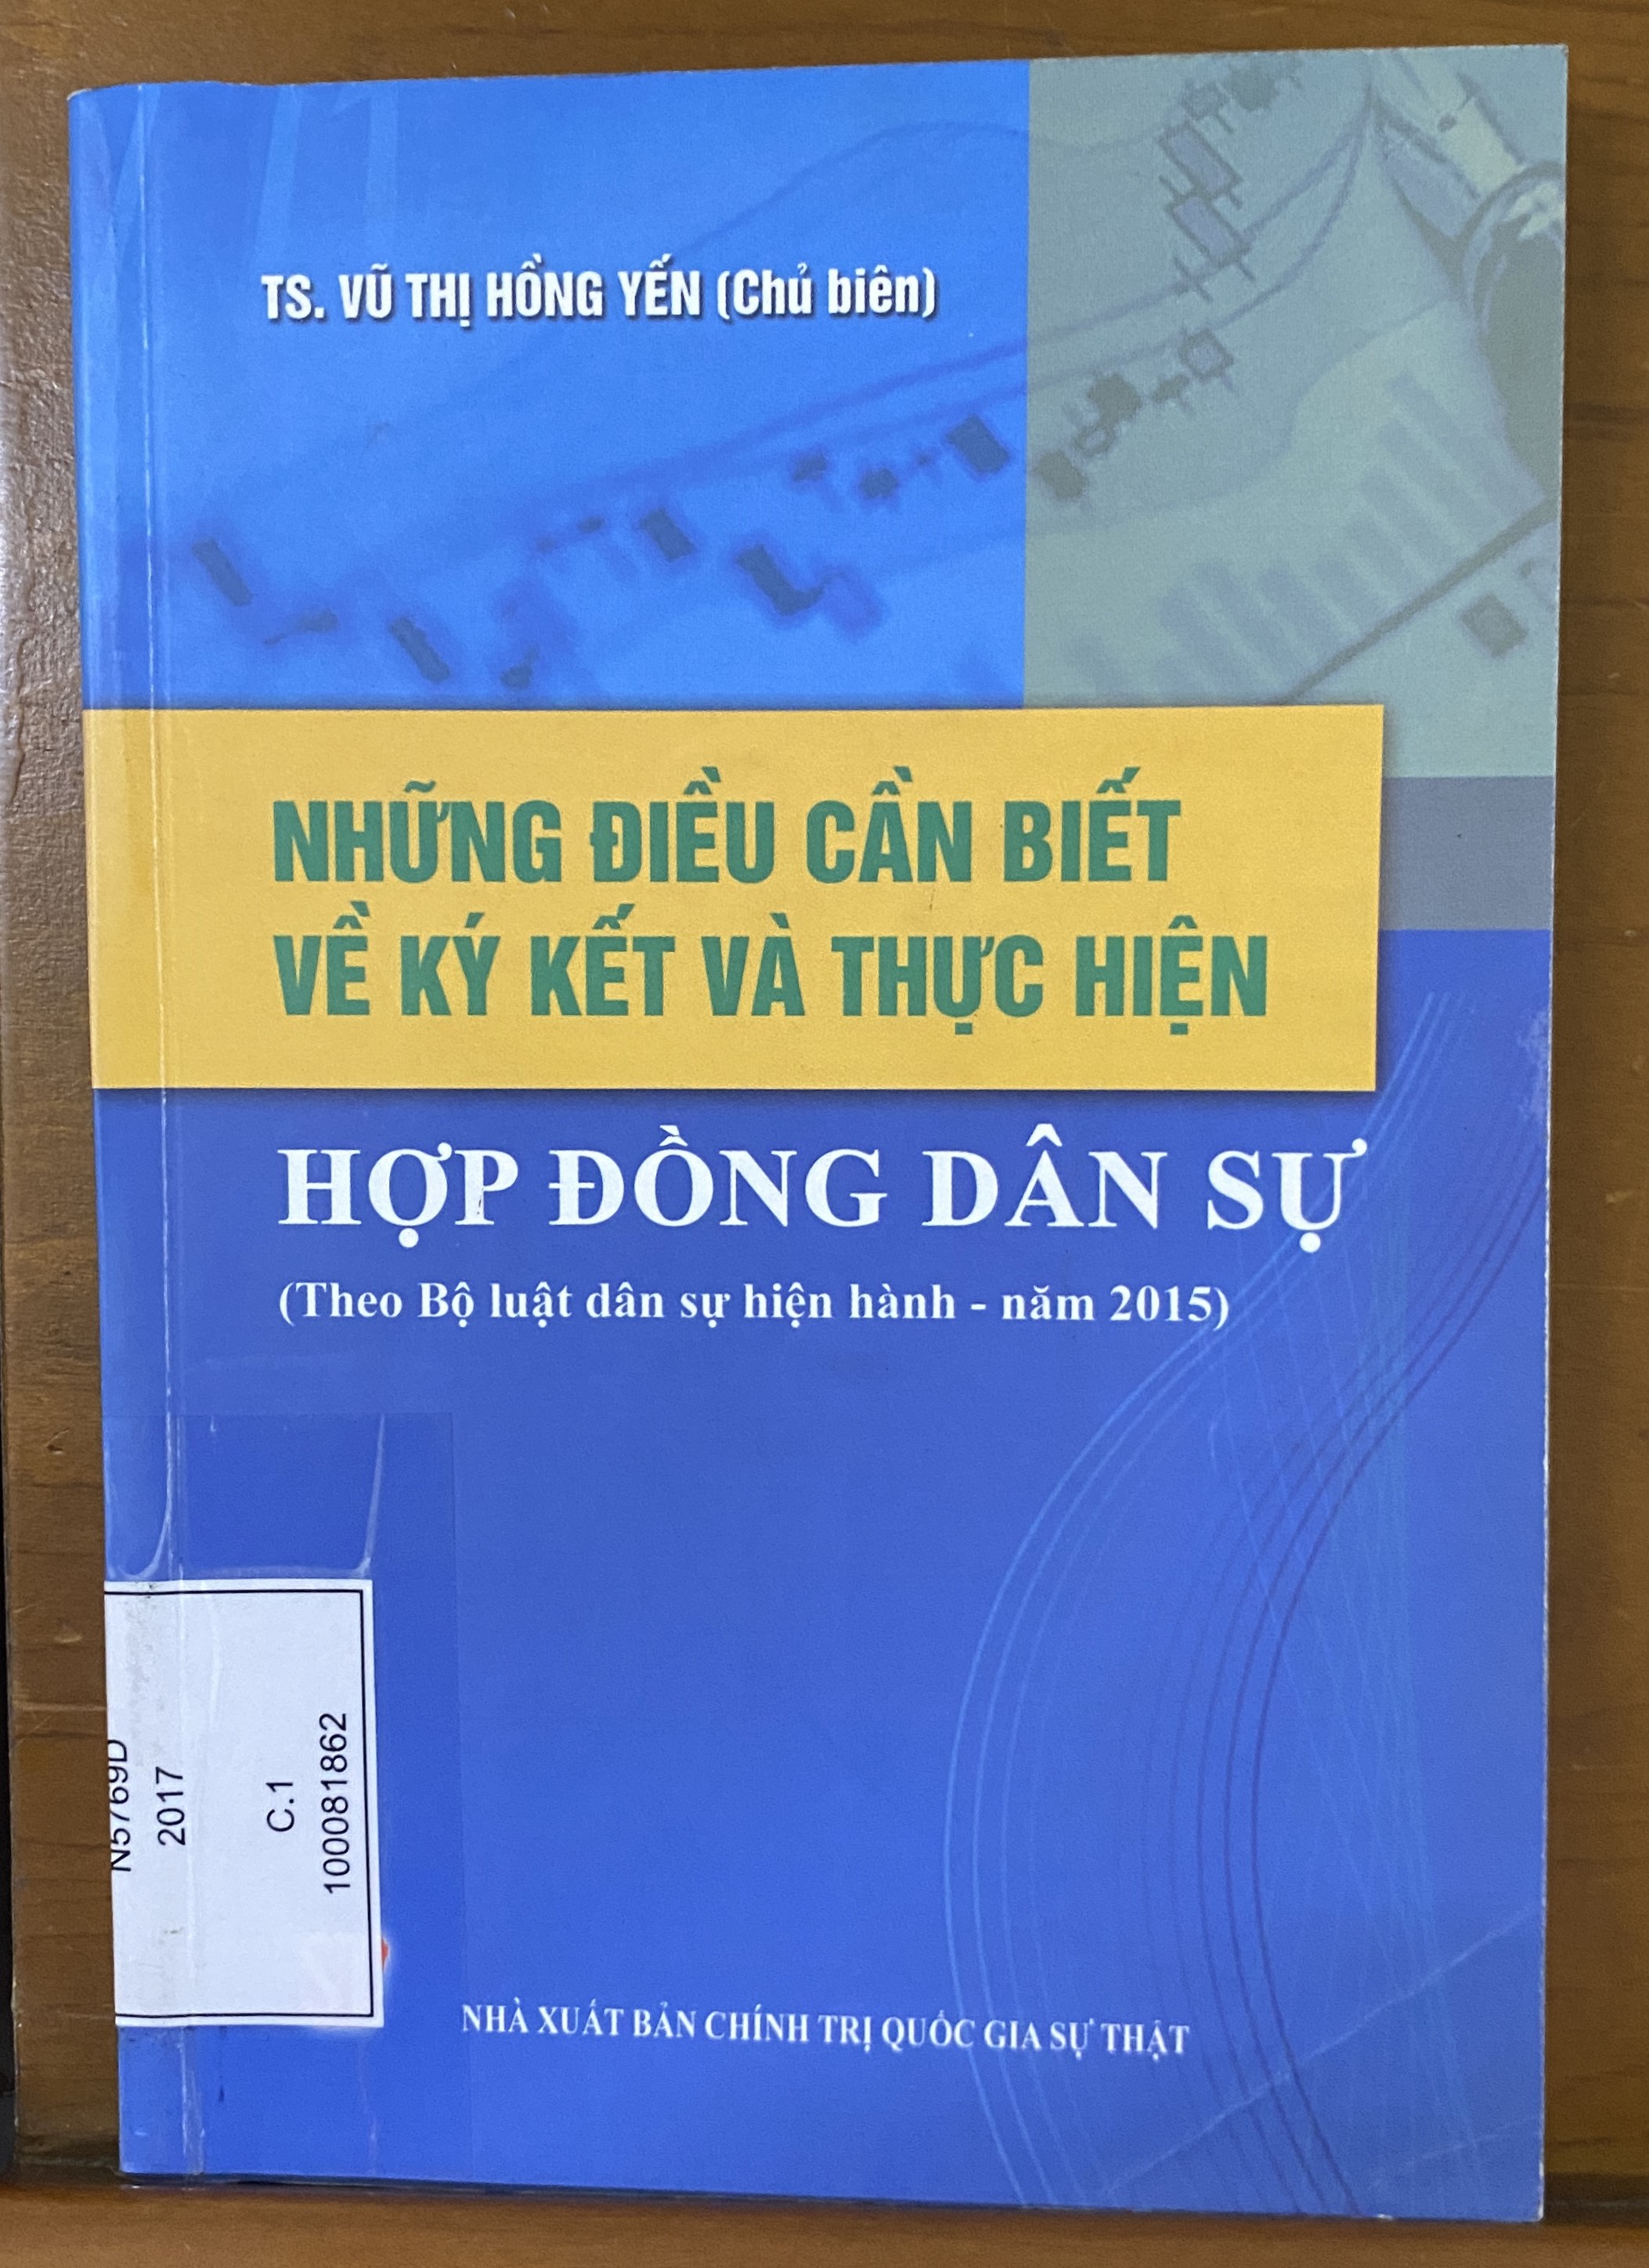 TS. VŨ THỊ HỒNG YẾN (Chủ biên)
NHỮNG ĐIỀU CẦN BIẾT
VỀ KÝ KẾT VÀ THỰC HIỆN
HỢP ĐỒNG DÂN SỰ
(Theo Bộ luật dân sự hiện hành - năm 2015)
N5769D
2017
C.1
100081862
NHÀ XUẤT BẢN CHÍNH TRỊ QUỐC GIA SỰ THẬT